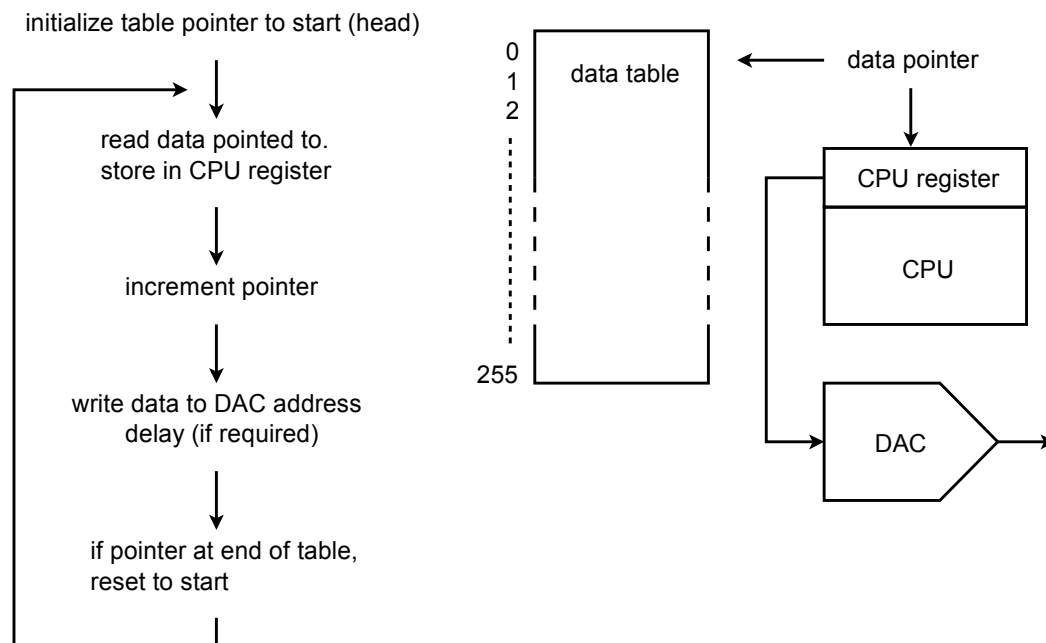 initialize table pointer to start (head)
read data pointed to.
store in CPU register
increment pointer
write data to DAC address
delay (if required)
if pointer at end of table,
reset to start
0
1
2
255
data table
data pointer
CPU register
CPU
DAC